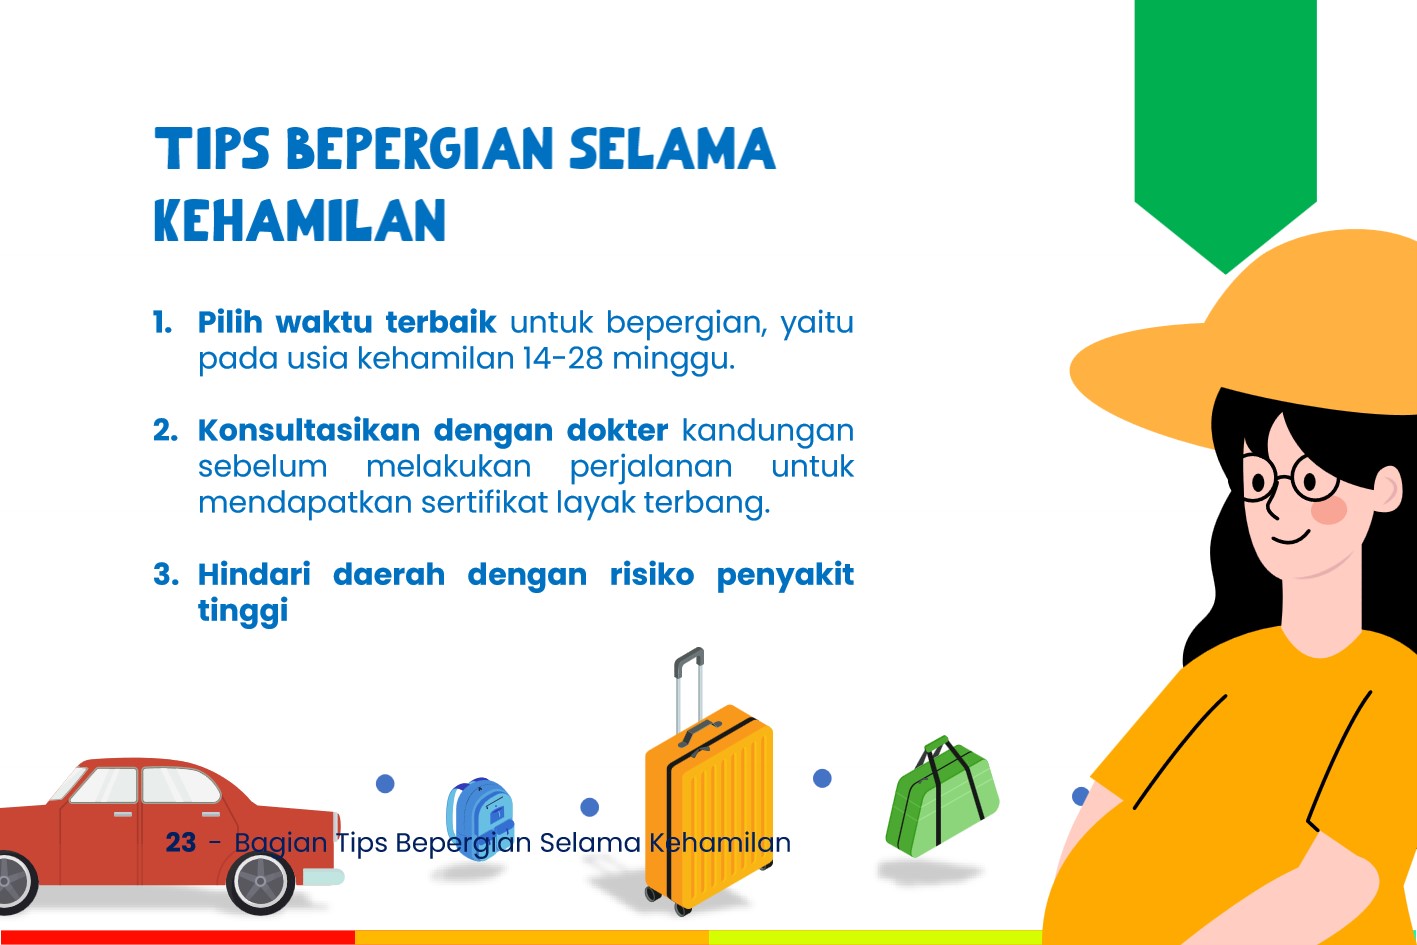 TIPS BEPERGIAN SELAMA
KEHAMILAN
1. Pilih waktu terbaik untuk bepergian, yaitu
pada usia kehamilan 14-28 minggu.
2. Konsultasikan dengan dokter kandungan
sebelum melakukan perjalanan untuk
mendapatkan sertifikat layak terbang.
3. Hindari daerah dengan risiko penyakit
tinggi
23 - Bagian Tips Bepergian Selama Kehamilan